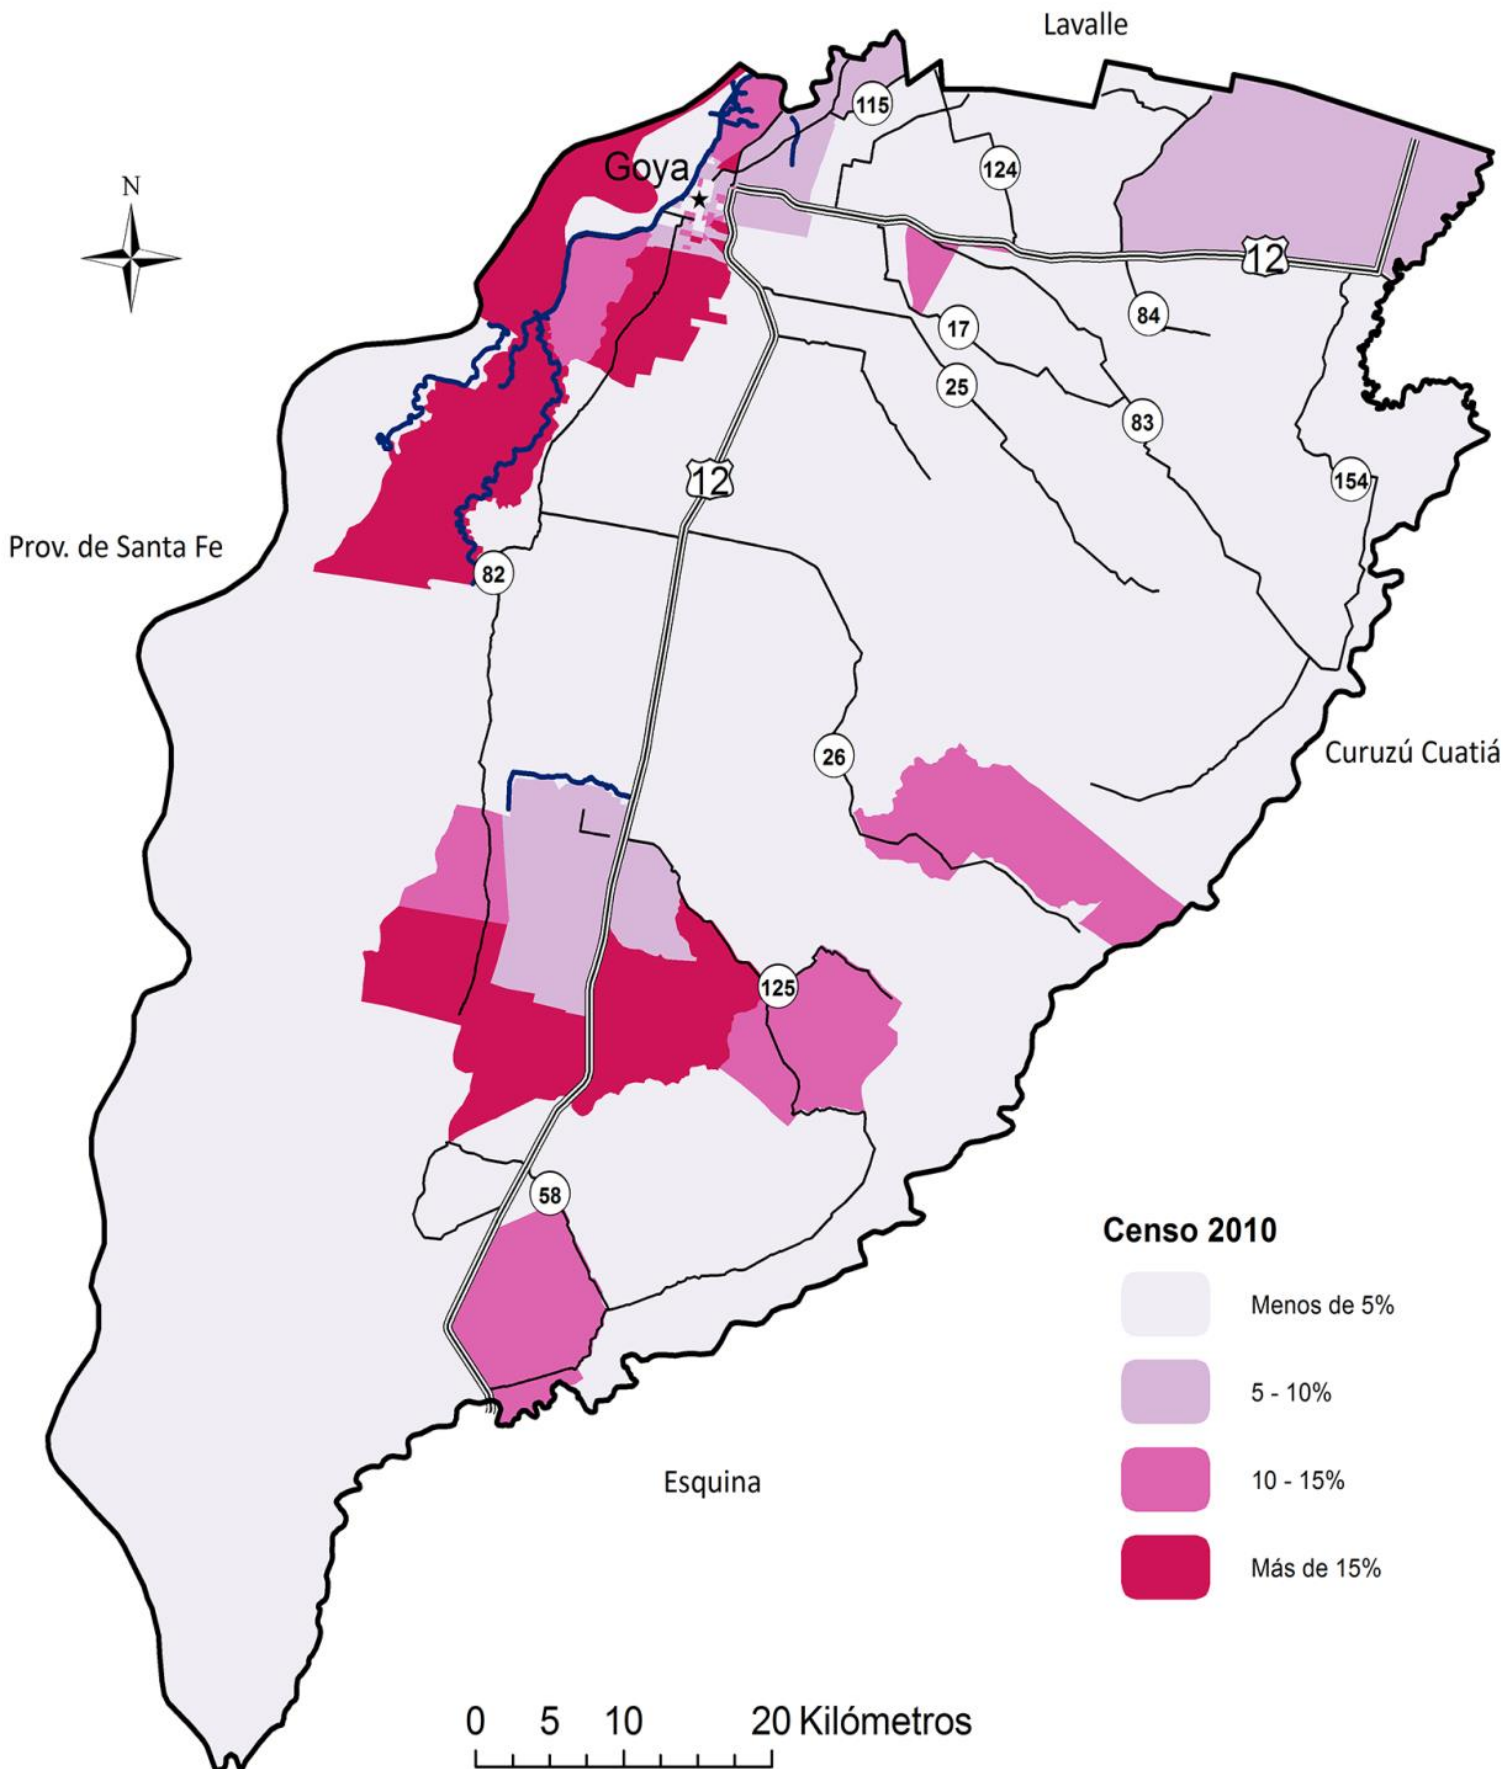 Lavalle
N
115
Goya
124
12
84
17
25
83
12
154
Prov. de Santa Fe
82
26
Curuzú Cuatiá
125
58
Censo 2010
Menos de 5%
5 - 10%
Esquina
10 - 15%
Más de 15%
0 5 10 20 Kilómetros